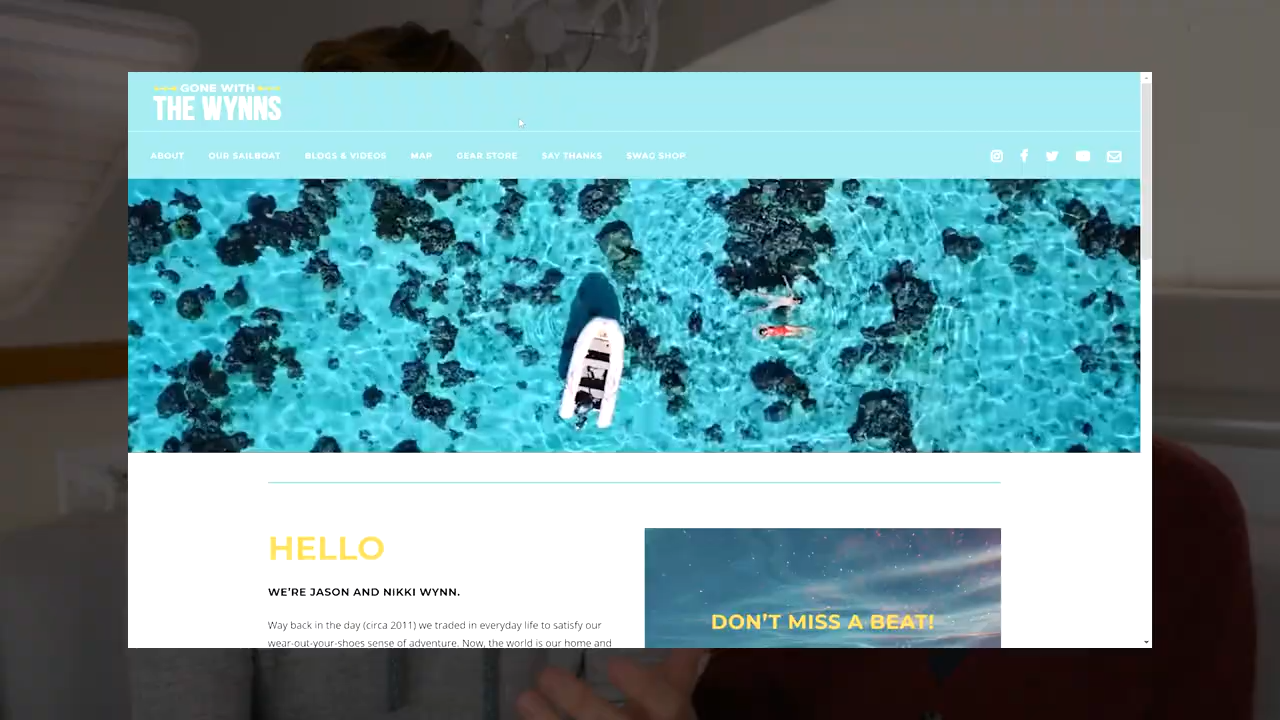 GONE WITH
THE WYNNS
ABOUT OUR SAILBOAT BLOGS & VIDEOS MAP GEAR STORE SAY THANKS SWAG SHOP
HELLO
WE'RE JASON AND NIKKI WYNN.
Way back in the day (circa 2011) we traded in everyday life to satisfy our
wear-out-your-shoes sense of adventure. Now, the world is our home and
DON'T MISS A BEAT!